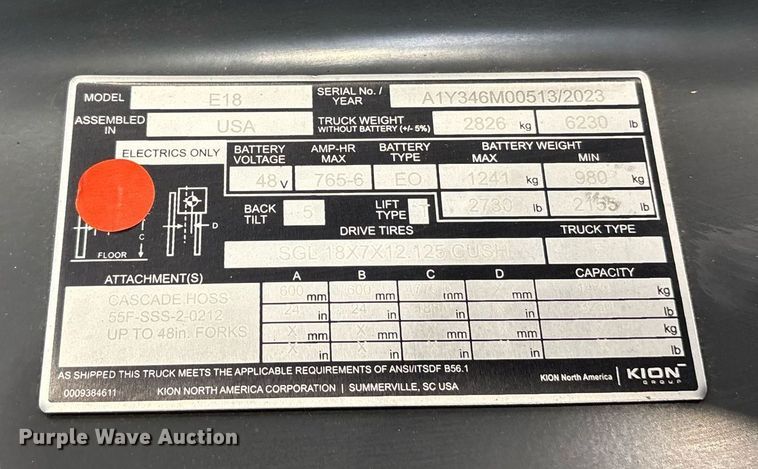 MODEL E18 SERIAL No. / YEAR A1Y346M00513/2023
ASSEMBLED IN USA TRUCK WEIGHT WITHOUT BATTERY (+/- 5%) 2826 kg 6230 lb
ELECTRICS ONLY BATTERY VOLTAGE AMP-HR MAX BATTERY TYPE BATTERY WEIGHT
MAX MIN
48 V 765-6 EO 1241 kg 980 kg
BACK TILT 5 LIFT TYPE 2730 lb lb
D
C
FLOOR
DRIVE TIRES TRUCK TYPE
SGL 18X7X12.125 CUSH E
ATTACHMENT(S) A B C D CAPACITY
CASCADE HOSS 600 mm 600 mm mm mm kg
55F-SSS-2-0212 24 in 24 in in in lb
UP TO 48in. FORKS X mm X mm mm mm kg
X in X in in in lb
AS SHIPPED THIS TRUCK MEETS THE APPLICABLE REQUIREMENTS OF ANSI/ITSDF B56.1
0009384611 KION NORTH AMERICA CORPORATION | SUMMERVILLE, SC USA
KION North America | KION GROUP
Purple Wave Auction